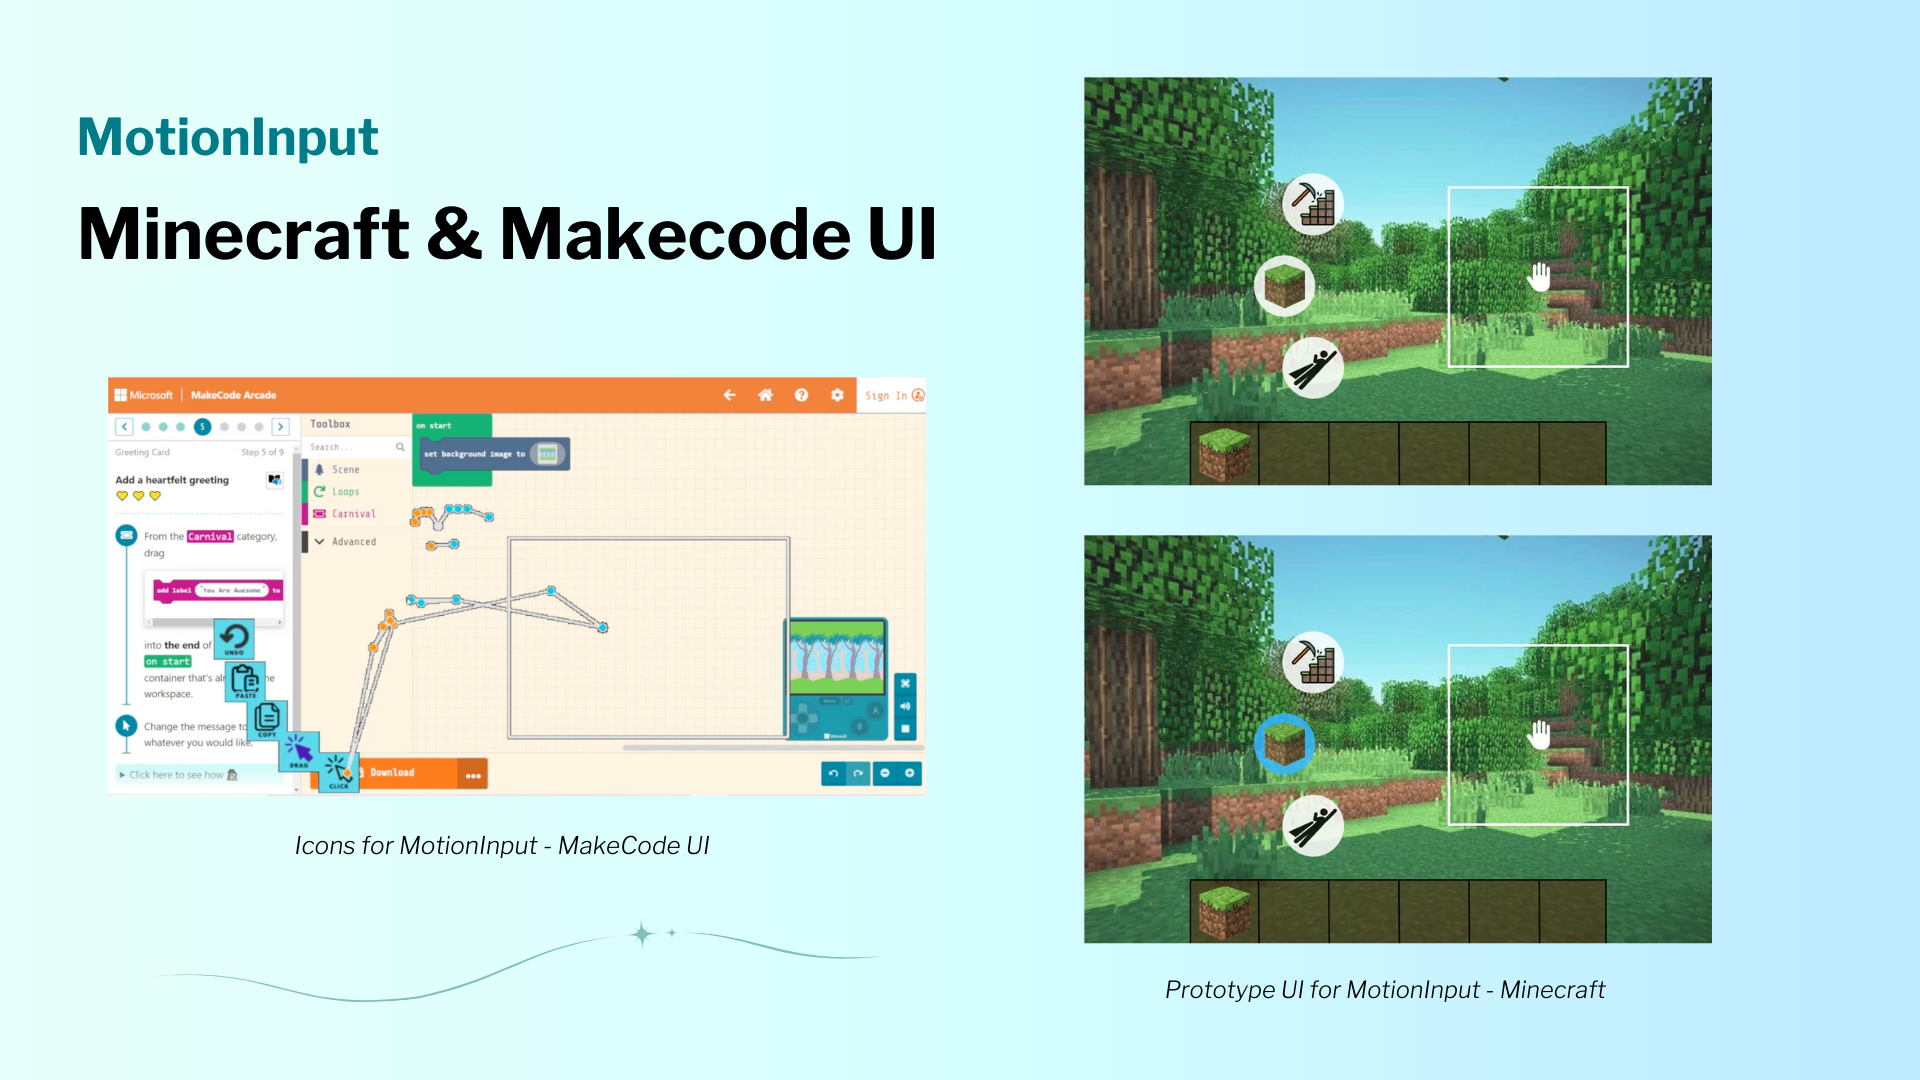 MotionInput
Minecraft & Makecode UI
Microsoft | MakeCode Arcade
Sign In
5
Greeting Card
Step 5 of 9
Add a heartfelt greeting
From the Carnival category,
drag
add label "You Are Awesome" to
into the end of
on start
container that's al
ne
workspace.
Change the message to
whatever you would like.
Click here to see how
Toolbox
Search...
Scene
Loops
Carnival
Advanced
on start
set background image to
UNDO
PASTE
COPY
DRAG
CLICK
Download
A
B
Microsoft
Icons for MotionInput - MakeCode UI
Prototype UI for MotionInput - Minecraft